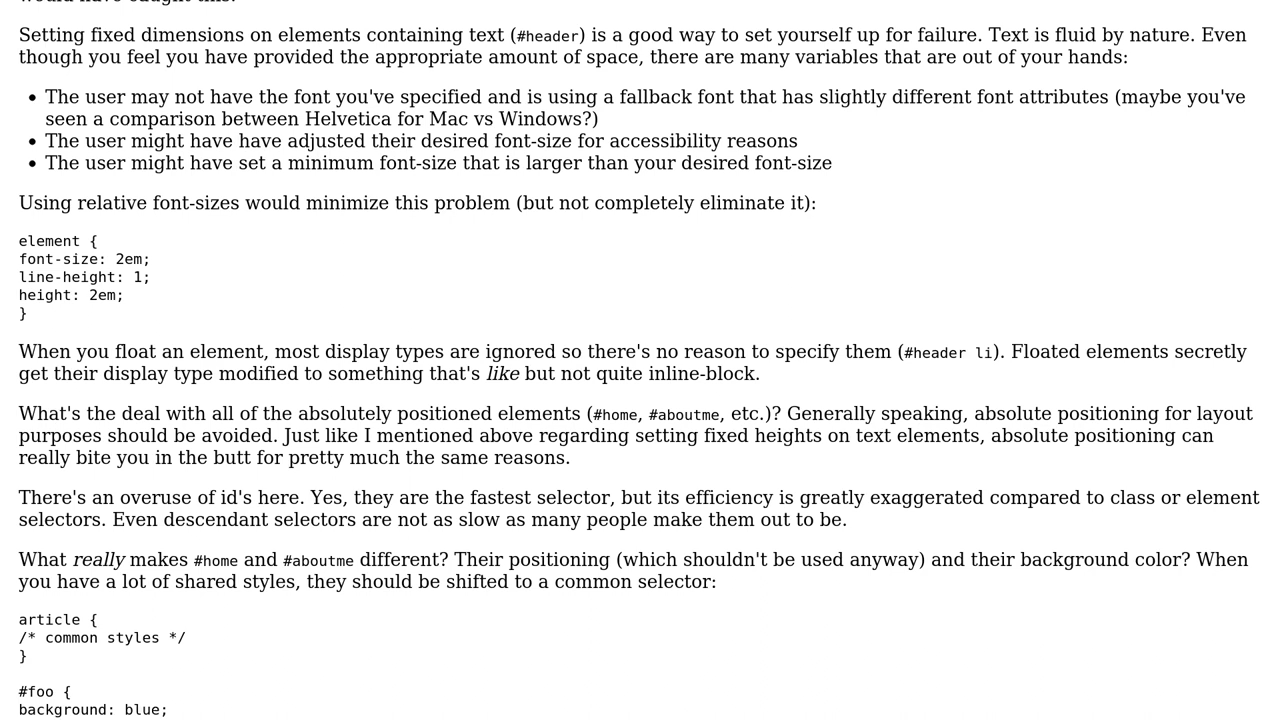 would have caught this.
Setting fixed dimensions on elements containing text (#header) is a good way to set yourself up for failure. Text is fluid by nature. Even
though you feel you have provided the appropriate amount of space, there are many variables that are out of your hands:
• The user may not have the font you've specified and is using a fallback font that has slightly different font attributes (maybe you've
seen a comparison between Helvetica for Mac vs Windows?)
• The user might have have adjusted their desired font-size for accessibility reasons
• The user might have set a minimum font-size that is larger than your desired font-size
Using relative font-sizes would minimize this problem (but not completely eliminate it):
element {
font-size: 2em;
line-height: 1;
height: 2em;
}
When you float an element, most display types are ignored so there's no reason to specify them (#header li). Floated elements secretly
get their display type modified to something that's like but not quite inline-block.
What's the deal with all of the absolutely positioned elements (#home, #aboutme, etc.)? Generally speaking, absolute positioning for layout
purposes should be avoided. Just like I mentioned above regarding setting fixed heights on text elements, absolute positioning can
really bite you in the butt for pretty much the same reasons.
There's an overuse of id's here. Yes, they are the fastest selector, but its efficiency is greatly exaggerated compared to class or element
selectors. Even descendant selectors are not as slow as many people make them out to be.
What really makes #home and #aboutme different? Their positioning (which shouldn't be used anyway) and their background color? When
you have a lot of shared styles, they should be shifted to a common selector:
article {
/* common styles */
}
#foo {
background: blue;